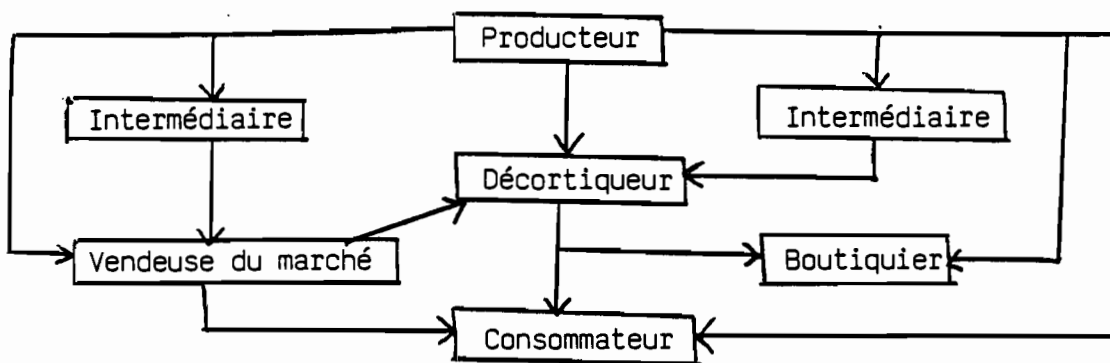 Producteur
Intermédiaire
Intermédiaire
Décortiqueur
Vendeuse du marché
Boutiquier
Consommateur